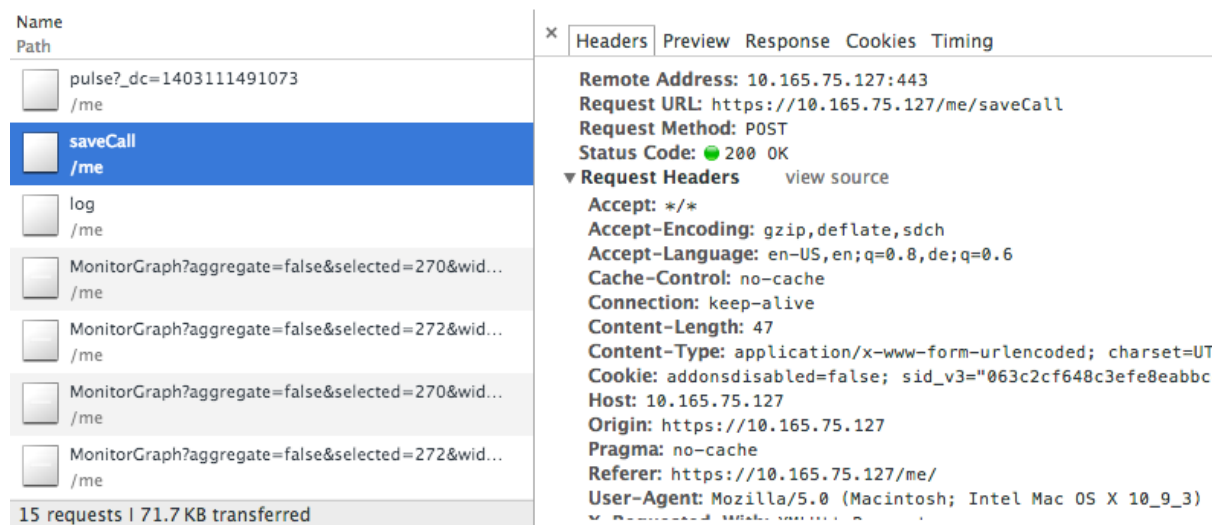 Name
Path
pulse?_dc=1403111491073
/me
saveCall
/me
log
/me
MonitorGraph?aggregate=false&selected=270&wid...
/me
MonitorGraph?aggregate=false&selected=272&wid...
/me
MonitorGraph?aggregate=false&selected=270&wid...
/me
MonitorGraph?aggregate=false&selected=272&wid...
/me
15 requests | 71.7 KB transferred
× Headers Preview Response Cookies Timing
Remote Address: 10.165.75.127:443
Request URL: https://10.165.75.127/me/saveCall
Request Method: POST
Status Code: 200 OK
▼ Request Headers view source
Accept: */*
Accept-Encoding: gzip,deflate,sdch
Accept-Language: en-US,en;q=0.8,de;q=0.6
Cache-Control: no-cache
Connection: keep-alive
Content-Length: 47
Content-Type: application/x-www-form-urlencoded; charset=UT
Cookie: addonsdisabled=false; sid_v3="063c2cf648c3efe8eabbc
Host: 10.165.75.127
Origin: https://10.165.75.127
Pragma: no-cache
Referer: https://10.165.75.127/me/
User-Agent: Mozilla/5.0 (Macintosh; Intel Mac OS X 10_9_3)